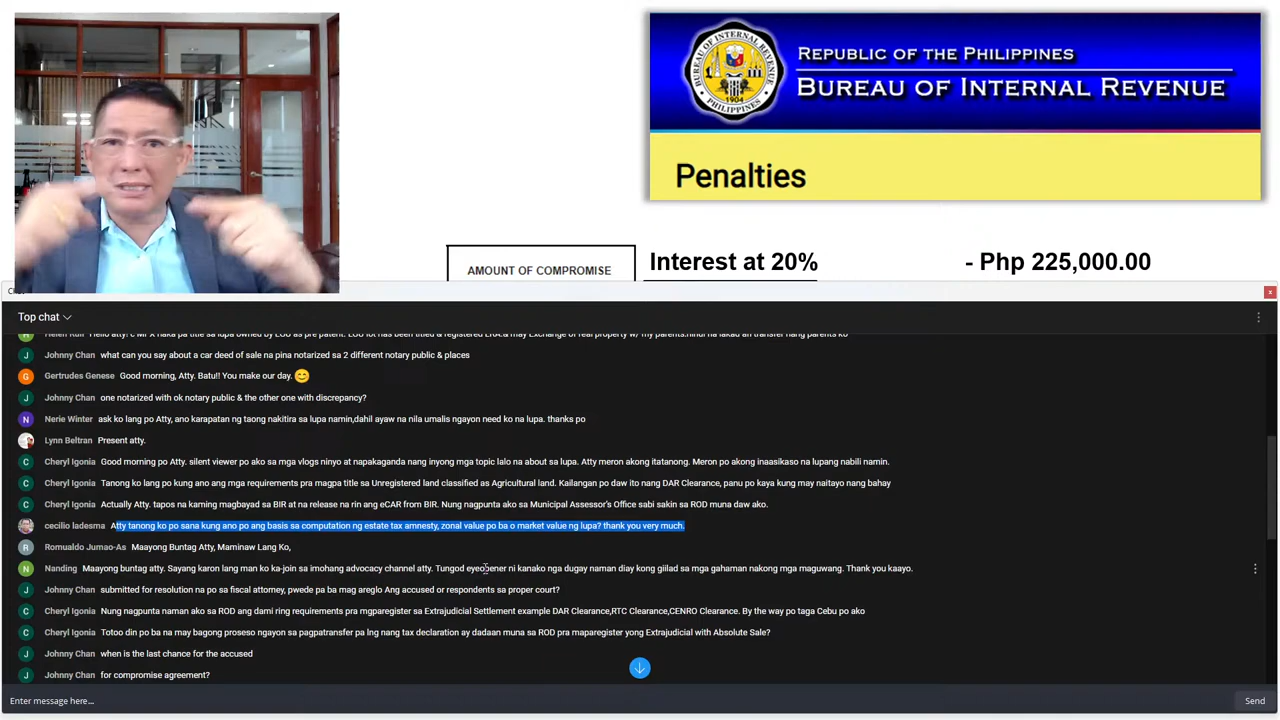 REPUBLIC OF THE PHILIPPINES
BUREAU OF INTERNAL REVENUE
1904
PHILIPPINES
Penalties
AMOUNT OF COMPROMISE
Interest at 20% - Php 225,000.00
x
Top chat
Johnny Chan what can you say about a car deed of sale na pina notarized sa 2 different notary public & places
G Gertrudes Genese Good morning, Atty. Batu!! You make our day. 😊
J Johnny Chan one notarized with ok notary public & the other one with discrepancy?
N Nerie Winter ask ko lang po Atty, ano karapatan ng taong nakitira sa lupa namin,dahil ayaw na nila umalis ngayon need ko na lupa. thanks po
Lynn Beltran Present atty.
C Cheryl Igonia Good morning po Atty. silent viewer po ako sa mga vlogs ninyo at napakaganda nang inyong mga topic lalo na about sa lupa. Atty meron akong itatanong. Meron po akong inaasikaso na lupang nabili namin.
C Cheryl Igonia Tanong ko lang po kung ano ang mga requirements pra magpa title sa Unregistered land classified as Agricultural land. Kailangan po daw ito nang DAR Clearance, panu po kaya kung may naitayo nang bahay
C Cheryl Igonia Actually Atty. tapos na kaming magbayad sa BIR at na release na rin ang eCAR from BIR. Nung nagpunta ako sa Municipal Assessor's Office sabi sakin sa ROD muna daw ako.
cecilio ladesma Atty tanong ko po sana kung ano po ang basis sa computation ng estate tax amnesty, zonal value po ba o market value ng lupa? thank you very much.
R Romualdo Jumao-As Maayong Buntag Atty, Maminaw Lang Ko,
N Nanding Maayong buntag atty. Sayang karon lang man ko ka-join sa imohang advocacy channel atty. Tungod eyeopener ni kanako nga dugay naman diay kong giilad sa mga gahaman nakong mga maguwang. Thank you kaayo.
J Johnny Chan submitted for resolution na po sa fiscal attorney, pwede pa ba mag areglo Ang accused or respondents sa proper court?
C Cheryl Igonia Nung nagpunta naman ako sa ROD ang dami ring requirements pra mgparegister sa Extrajudicial Settlement example DAR Clearance,RTC Clearance,CENRO Clearance. By the way po taga Cebu po ako
C Cheryl Igonia Totoo din po ba na may bagong proseso ngayon sa pagpatransfer pa lng nang tax declaration ay dadaan muna sa ROD pra maparegister yong Extrajudicial with Absolute Sale?
J Johnny Chan when is the last chance for the accused
J Johnny Chan for compromise agreement?
Enter message here...
Send